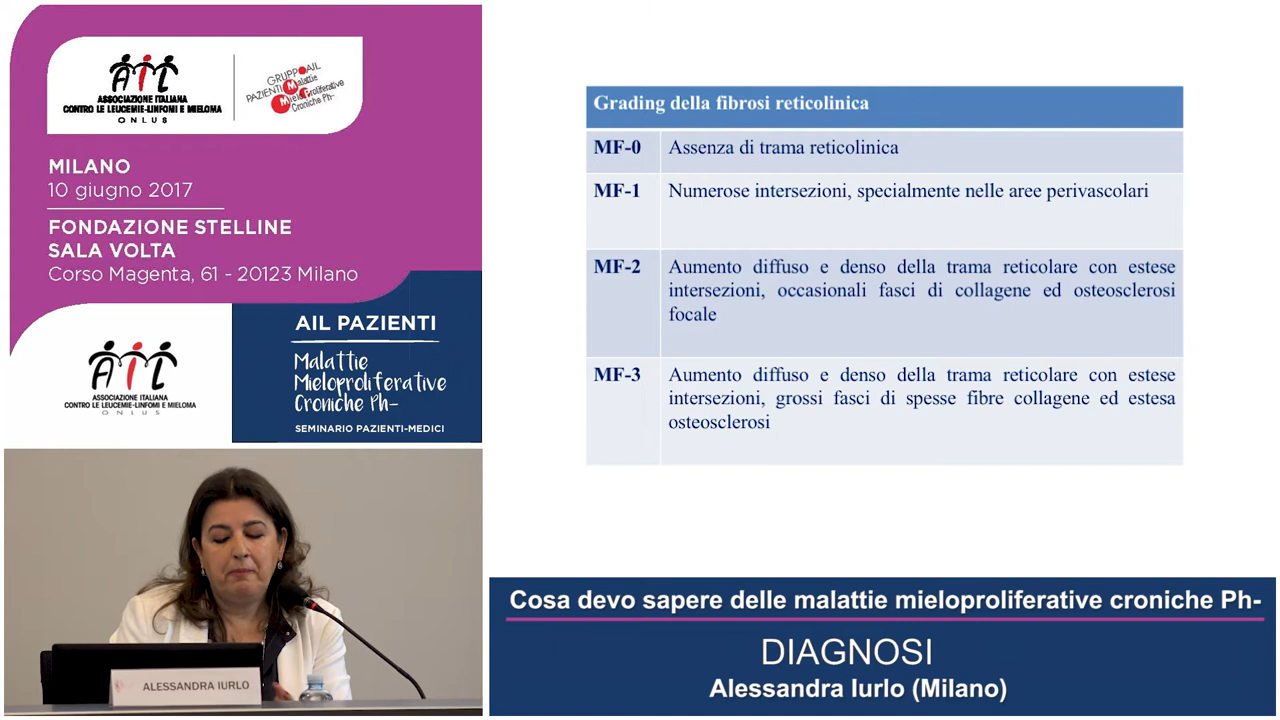 AIL
ASSOCIAZIONE ITALIANA
CONTRO LE LEUCEMIE-LINFOMI E MIELOMA
ONLUS
GRUPPO AIL
PAZIENTI Malattie
Mieloproliferative
Croniche Ph-
MILANO
10 giugno 2017
FONDAZIONE STELLINE
SALA VOLTA
Corso Magenta, 61 - 20123 Milano
AIL
ASSOCIAZIONE ITALIANA
CONTRO LE LEUCEMIE-LINFOMI E MIELOMA
ONLUS
AIL PAZIENTI
Malattie
Mieloproliferative
Croniche Ph-
SEMINARIO PAZIENTI-MEDICI
ALESSANDRA IURLO
Grading della fibrosi reticolinica
MF-0 Assenza di trama reticolinica
MF-1 Numerose intersezioni, specialmente nelle aree perivascolari
MF-2 Aumento diffuso e denso della trama reticolare con estese
intersezioni, occasionali fasci di collagene ed osteosclerosi
focale
MF-3 Aumento diffuso e denso della trama reticolare con estese
intersezioni, grossi fasci di spesse fibre collagene ed estesa
osteosclerosi
Cosa devo sapere delle malattie mieloproliferative croniche Ph-
DIAGNOSI
Alessandra Iurlo (Milano)